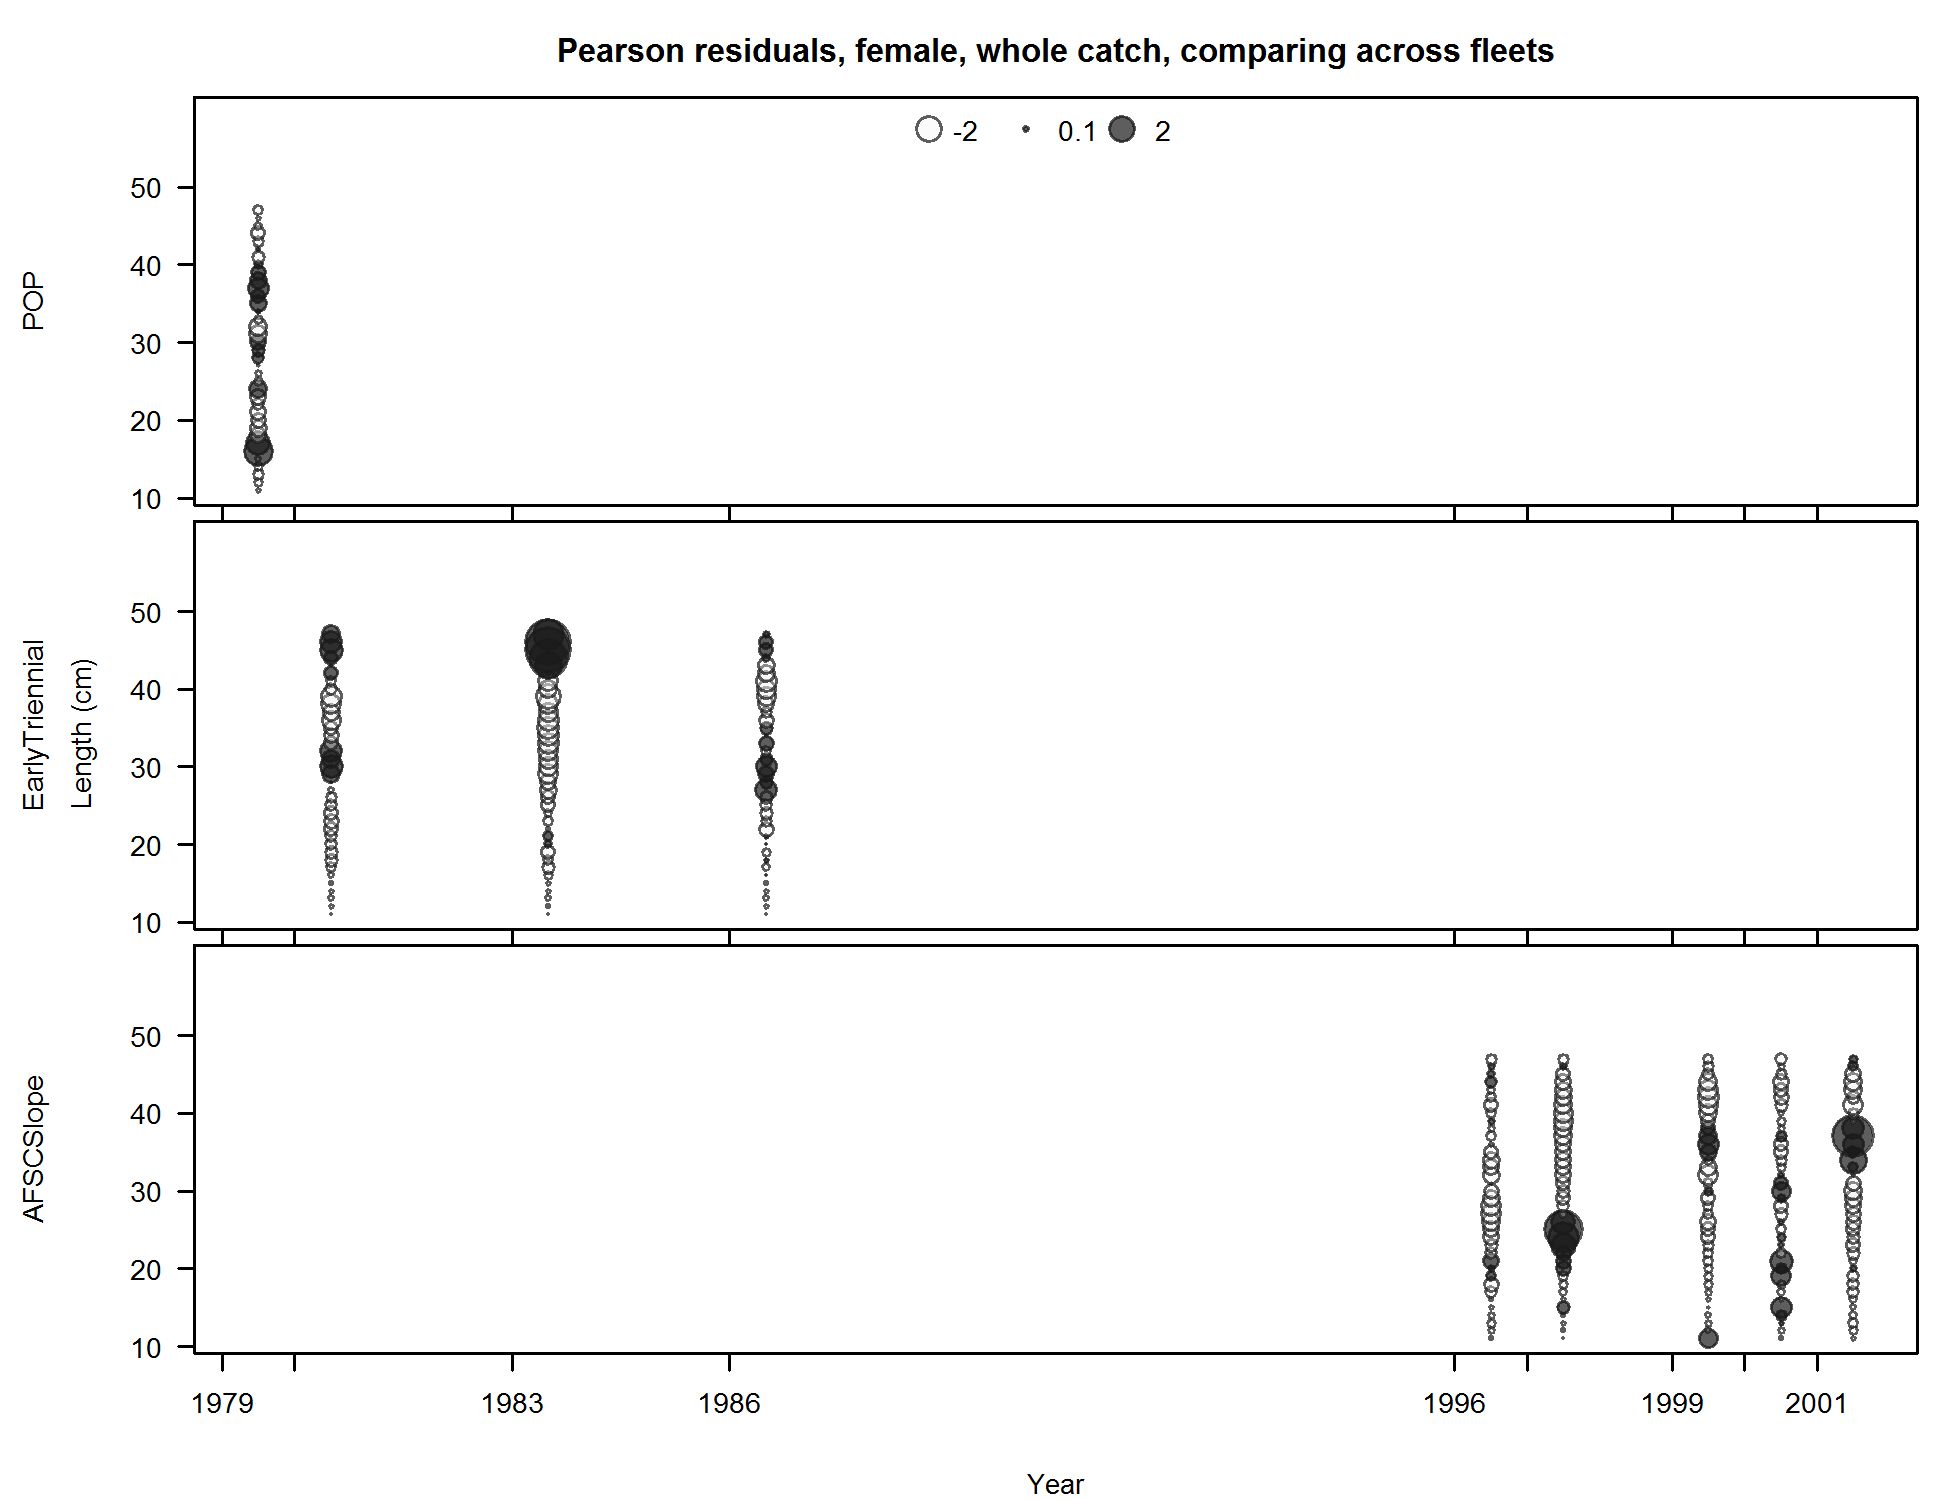 Pearson residuals, female, whole catch, comparing across fleets
-2 0.1 2
POP
50
40
30
20
10
EarlyTriennial
Length (cm)
50
40
30
20
10
AFSCSlope
50
40
30
20
10
1979 1983 1986 1996 1999 2001
Year